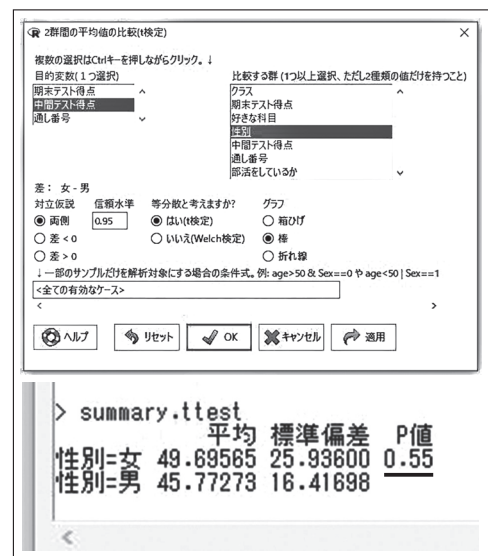 2群間の平均値の比較(t検定)
複数の選択はCtrlキーを押しながらクリック。↓
目的変数(1つ選択)
期末テスト得点
中間テスト得点
通し番号
比較する群(1つ以上選択、ただし2種類の値だけを持つこと)
クラス
期末テスト得点
好きな科目
性別
中間テスト得点
通し番号
部活をしているか
差: 女-男
対立仮説 信頼水準 等分散と考えますか? グラフ
両側 0.95 はい(t検定) 箱ひげ
差<0 いいえ(Welch検定) 棒
差>0 折れ線
↓一部のサンプルだけを解析対象にする場合の条件式。例: age>50 & Sex==0 や age<50 | Sex==1
<全ての有効なケース>
ヘルプ リセット OK キャンセル 適用
> summary.ttest
平均 標準偏差 P値
性別=女 49.69565 25.93600 0.55
性別=男 45.77273 16.41698